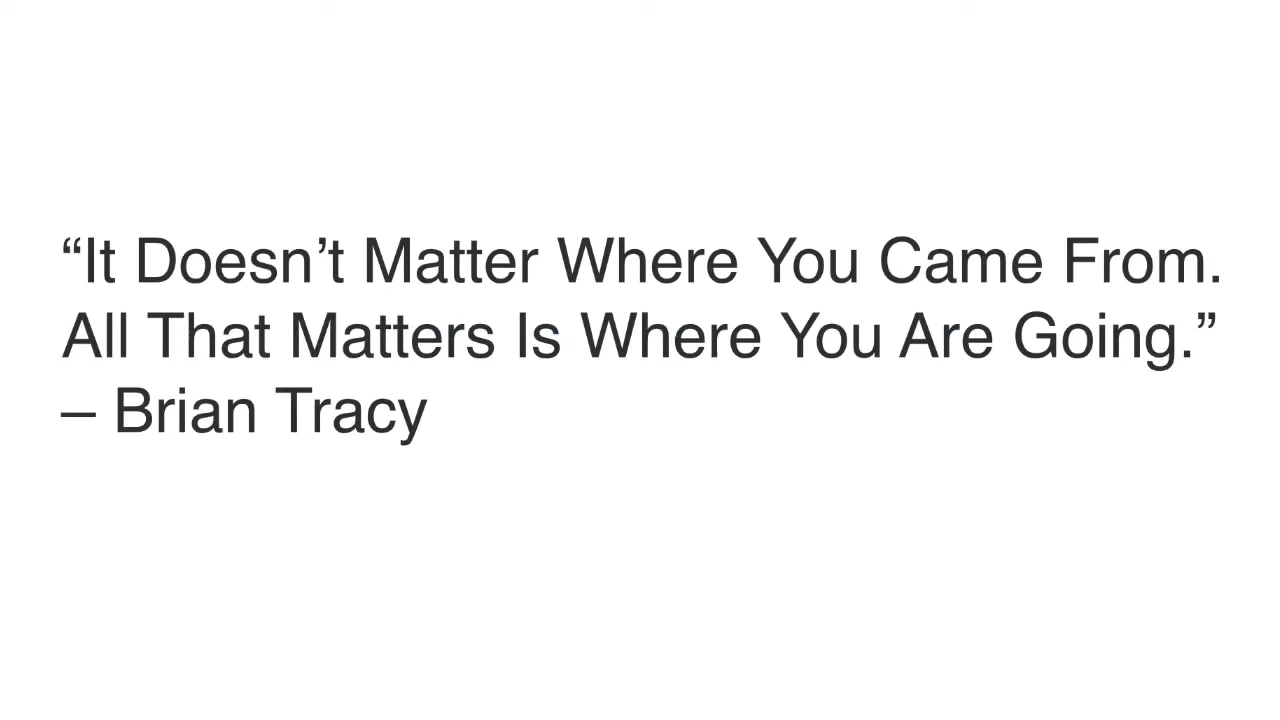 “It Doesn’t Matter Where You Came From.
All That Matters Is Where You Are Going.”
– Brian Tracy